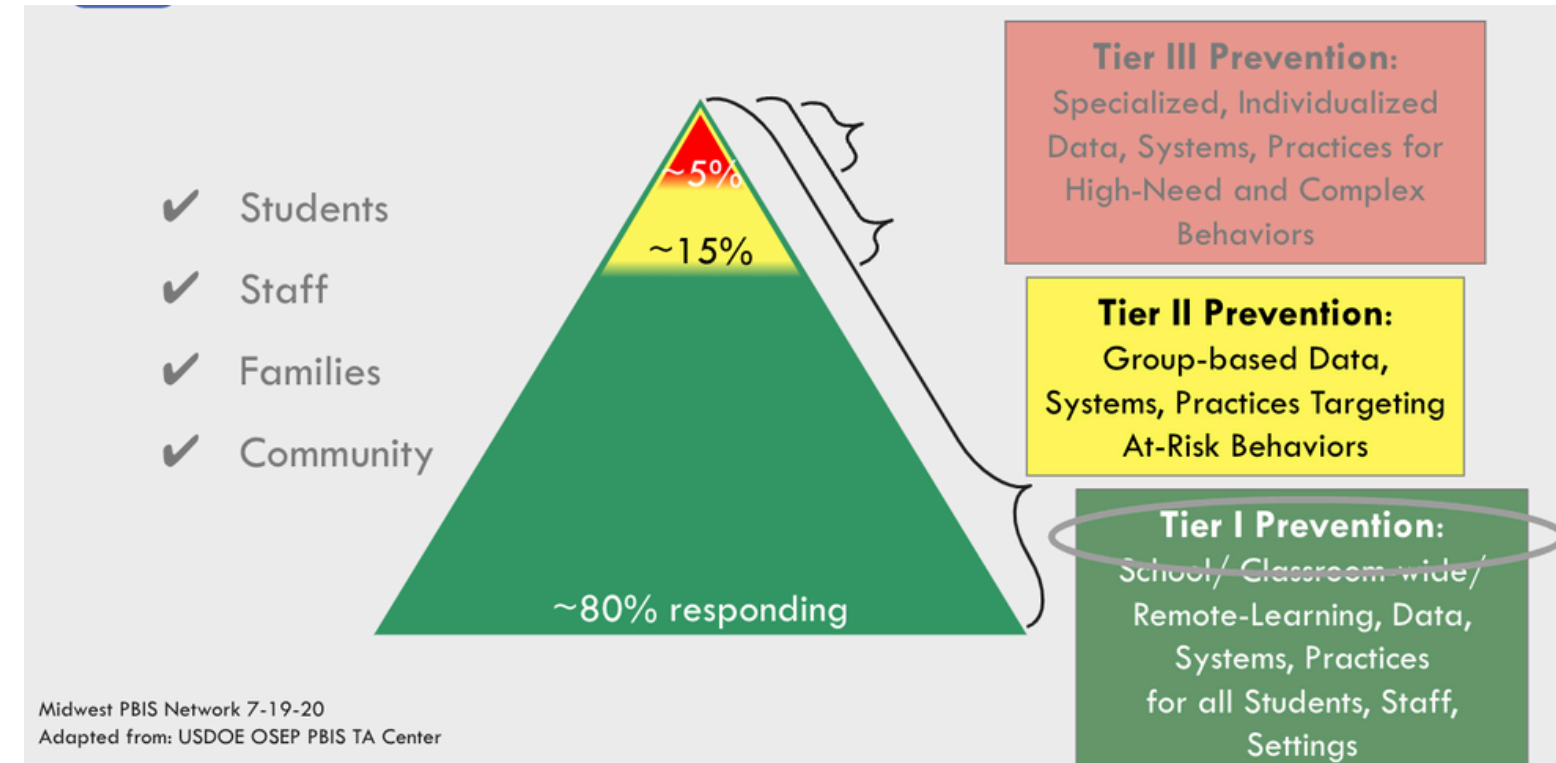 Tier III Prevention:
Specialized, Individualized
Data, Systems, Practices for
High-Need and Complex
Behaviors
✔ Students
✔ Staff
✔ Families
✔ Community
~5%
~15%
~80% responding
Tier II Prevention:
Group-based Data,
Systems, Practices Targeting
At-Risk Behaviors
Tier I Prevention:
School/ Classroom-wide/
Remote-Learning, Data,
Systems, Practices
for all Students, Staff,
Settings
Midwest PBIS Network 7-19-20
Adapted from: USDOE OSEP PBIS TA Center